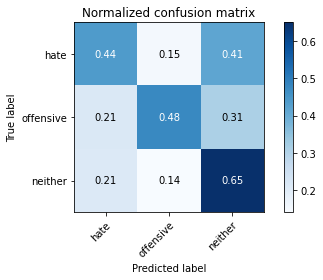 Normalized confusion matrix
True label
hate 0.44 0.15 0.41
offensive 0.21 0.48 0.31
neither 0.21 0.14 0.65
hate offensive neither
Predicted label
0.6
0.5
0.4
0.3
0.2